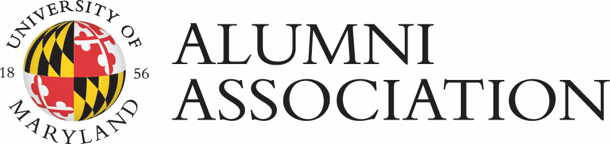 UNIVERSITY OF
18 56
MARYLAND
ALUMNI
ASSOCIATION